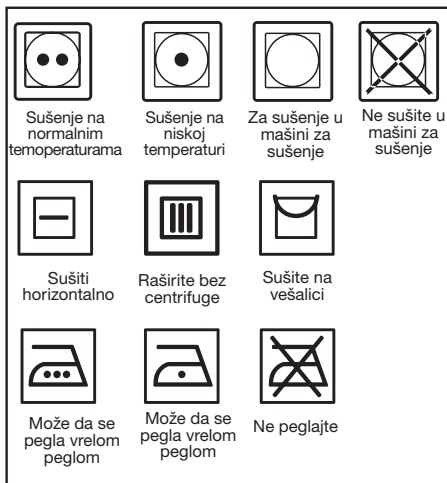 Sušenje na
normalnim
temoperaturama
Sušenje na
niskoj
temperaturi
Za sušenje u
mašini za
sušenje
Ne sušite u
mašini za
sušenje
Sušiti
horizontalno
Raširite bez
centrifuge
Sušite na
vešalici
Može da se
pegla vrelom
peglom
Može da se
pegla vrelom
peglom
Ne peglajte